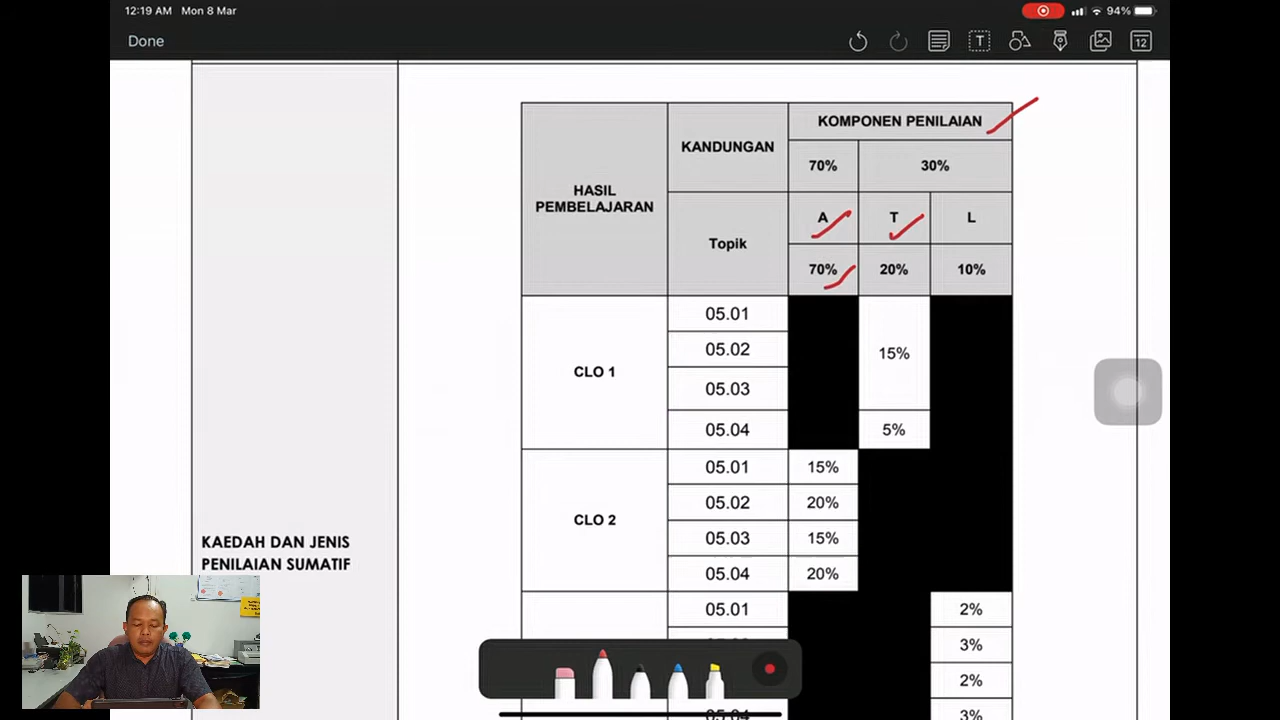 12:19 AM Mon 8 Mar
94%
Done
T
12
HASIL PEMBELAJARAN
KANDUNGAN
KOMPONEN PENILAIAN
70%
30%
Topik
A
T
L
70%
20%
10%
CLO 1
05.01
15%
05.02
05.03
05.04
5%
CLO 2
05.01
15%
05.02
20%
05.03
15%
05.04
20%
05.01
2%
3%
2%
05.04
3%
KAEDAH DAN JENIS
PENILAIAN SUMATIF